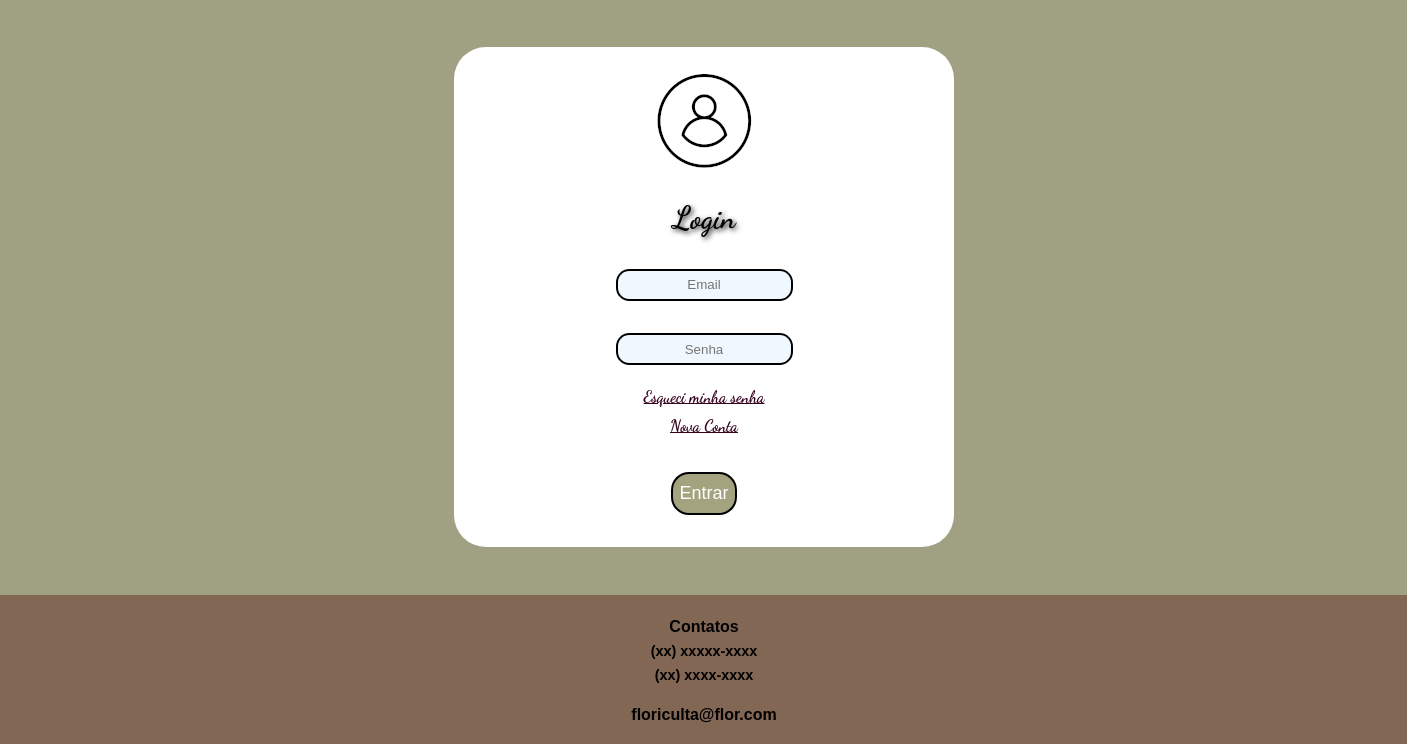 Login
Email
Senha
Esqueci minha senha
Nova Conta
Entrar
Contatos
(xx) xxxxx-xxxx
(xx) xxxx-xxxx
floriculta@flor.com